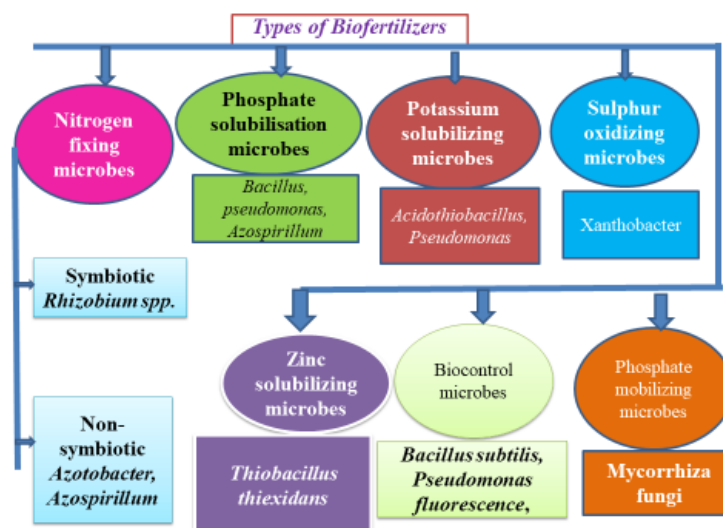 Types of Biofertilizers
Nitrogen
fixing
microbes
Phosphate
solubilisation
microbes
Potassium
solubilizing
microbes
Sulphur
oxidizing
microbes
Bacillus,
pseudomonas,
Azospirillum
Acidothiobacillus,
Pseudomonas
Xanthobacter
Symbiotic
Rhizobium spp.
Non-
symbiotic
Azotobacter,
Azospirillum
Zinc
solubilizing
microbes
Biocontrol
microbes
Phosphate
mobilizing
microbes
Thiobacillus
thiexidans
Bacillus subtilis,
Pseudomonas
fluorescence,
Mycorrhiza
fungi